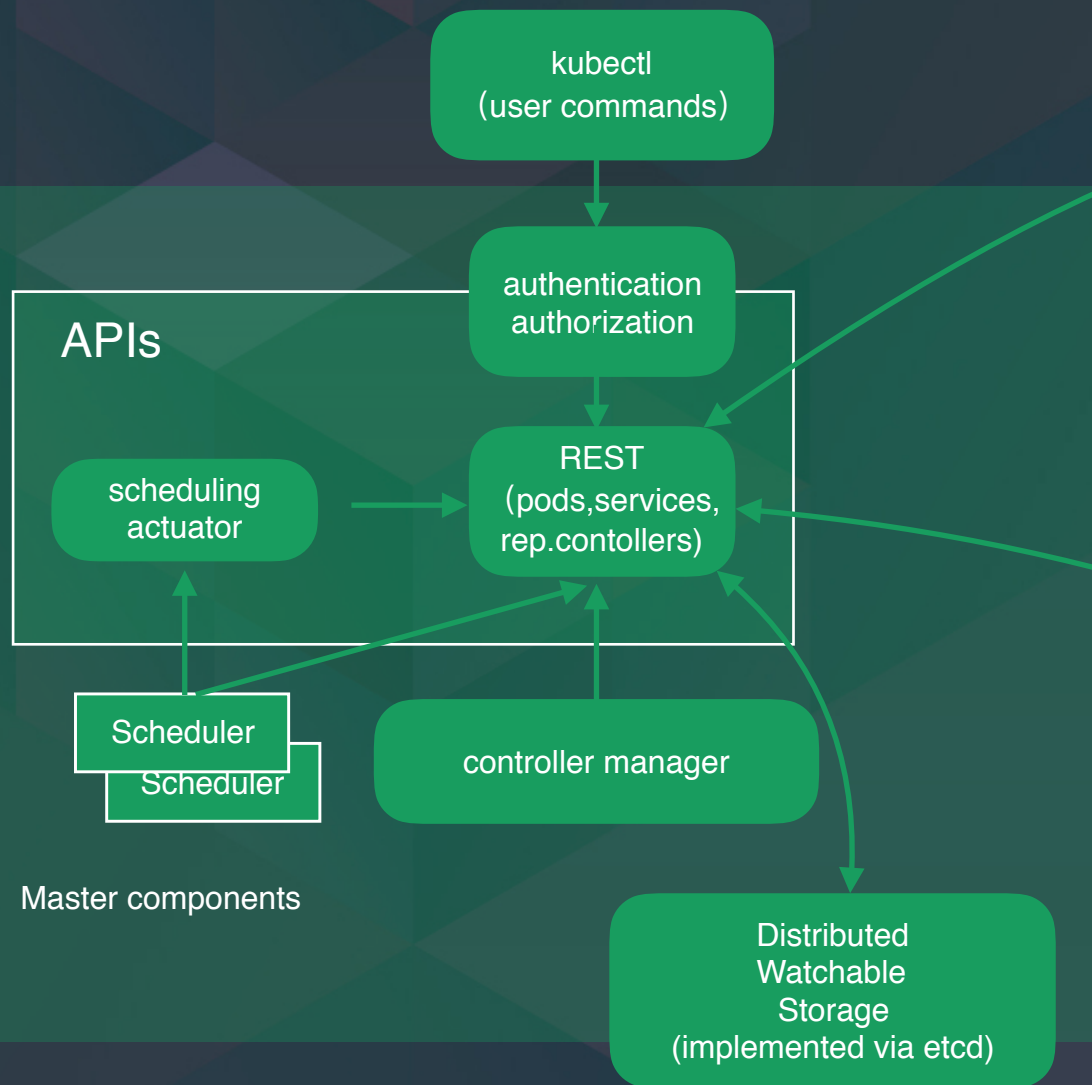 kubectl
(user commands)
authentication
authorization
APIs
REST
(pods,services,
rep.contollers)
scheduling
actuator
Scheduler
Scheduler
controller manager
Master components
Distributed
Watchable
Storage
(implemented via etcd)